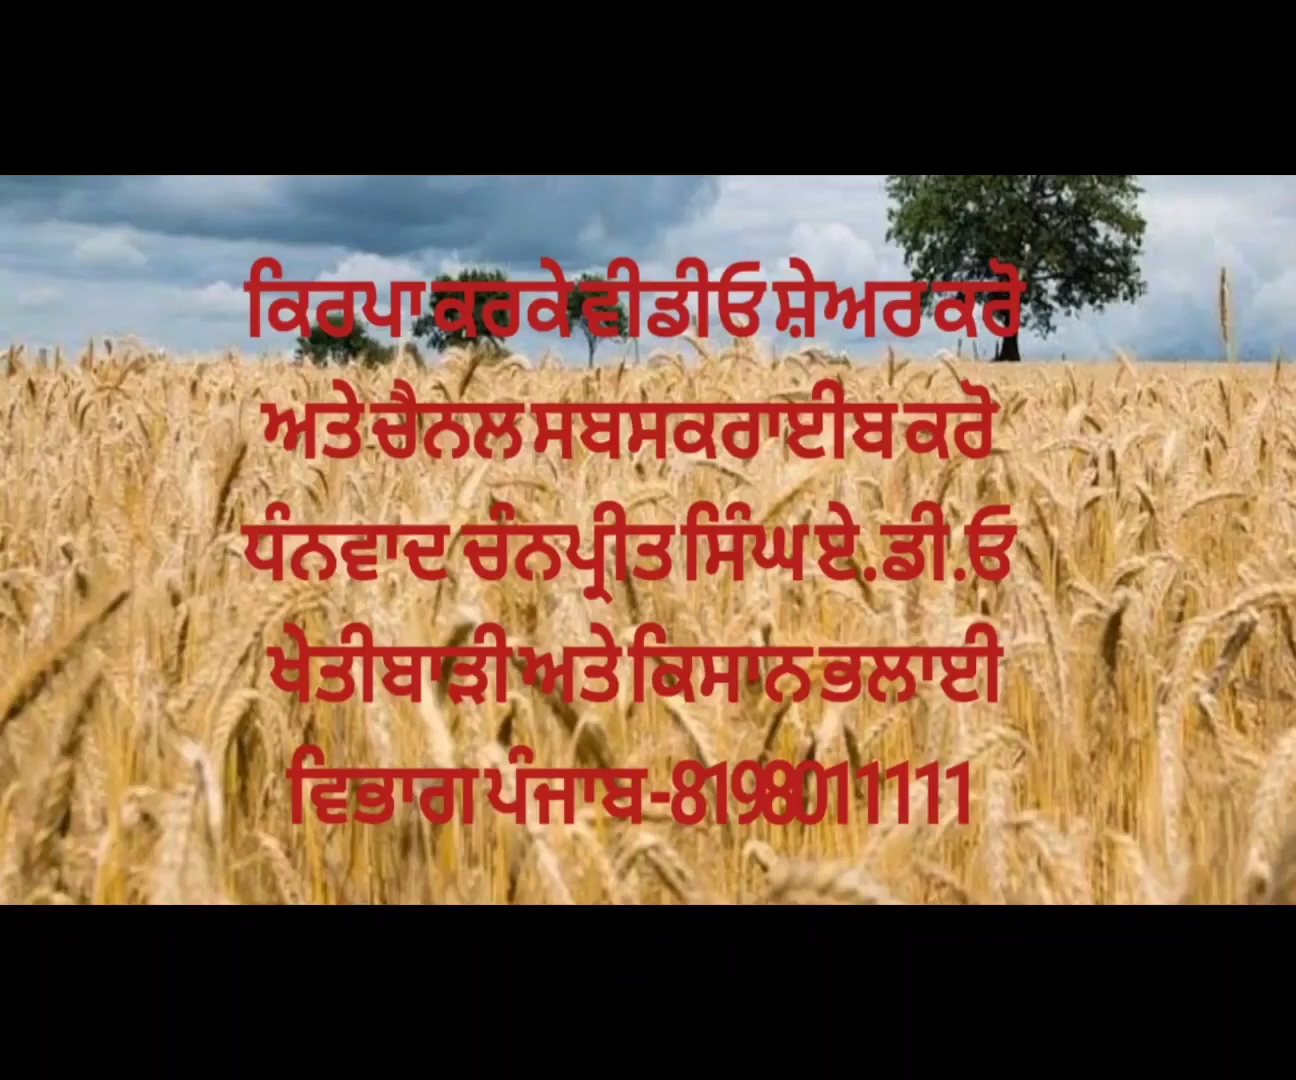 ਕਿਰਪਾ ਕਰਕੇ ਵੀਡੀਓ ਸ਼ੇਅਰ ਕਰੋ
ਅਤੇ ਚੈਨਲ ਸਬਸਕਰਾਈਬ ਕਰੋ
ਧੰਨਵਾਦ ਚੰਨਪ੍ਰੀਤ ਸਿੰਘ ਏ.ਡੀ.ਓ
ਖੇਤੀਬਾੜੀ ਅਤੇ ਕਿਸਾਨ ਭਲਾਈ
ਵਿਭਾਗ ਪੰਜਾਬ-8198011111